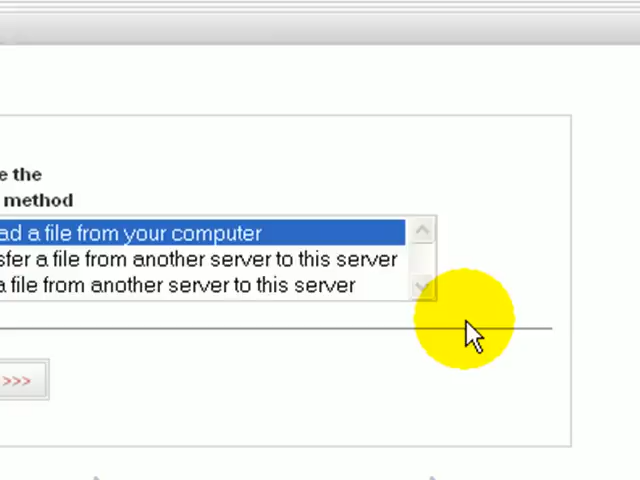 e the
method
ad a file from your computer
sfer a file from another server to this server
a file from another server to this server
>>>